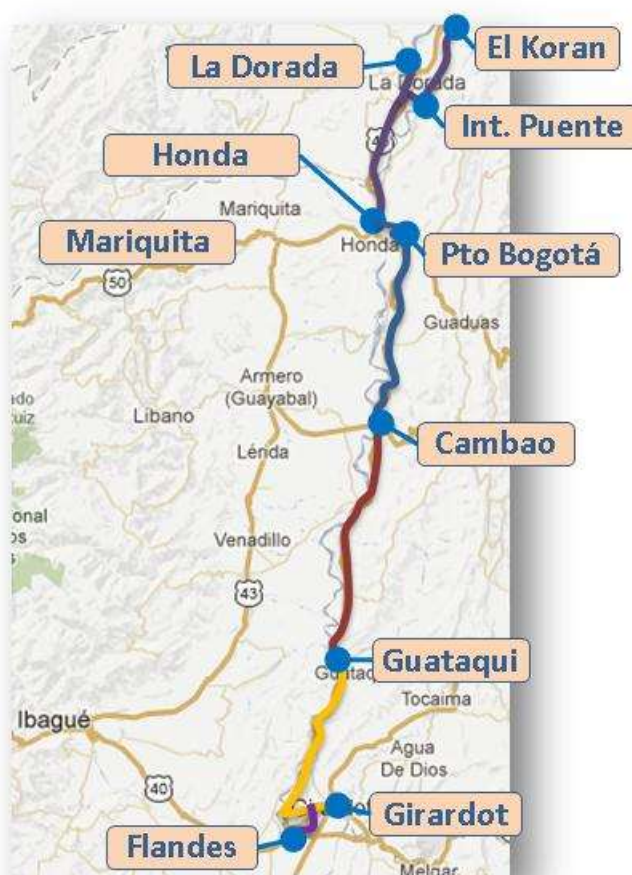 El Koran
La Dorada
La Dorada
Int. Puente
Honda
Mariquita
Mariquita
Honda
Pto Bogotá
50
Guaduas
Armero
(Guayabal)
Libano
Cambao
Lérida
Venadillo
43
Guataqui
Tocaima
Ibagué
Agua
De Dios
40
Girardot
Flandes
Melgar